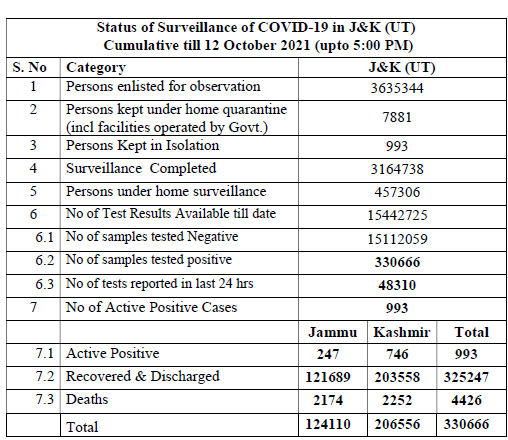 Status of Surveillance of COVID-19 in J&K (UT)
Cumulative till 12 October 2021 (upto 5:00 PM)
S. No Category J&K (UT)
1 Persons enlisted for observation 3635344
2 Persons kept under home quarantine
(incl facilities operated by Govt.) 7881
3 Persons Kept in Isolation 993
4 Surveillance Completed 3164738
5 Persons under home surveillance 457306
6 No of Test Results Available till date 15442725
6.1 No of samples tested Negative 15112059
6.2 No of samples tested positive 330666
6.3 No of tests reported in last 24 hrs 48310
7 No of Active Positive Cases 993
Jammu Kashmir Total
7.1 Active Positive 247 746 993
7.2 Recovered & Discharged 121689 203558 325247
7.3 Deaths 2174 2252 4426
Total 124110 206556 330666